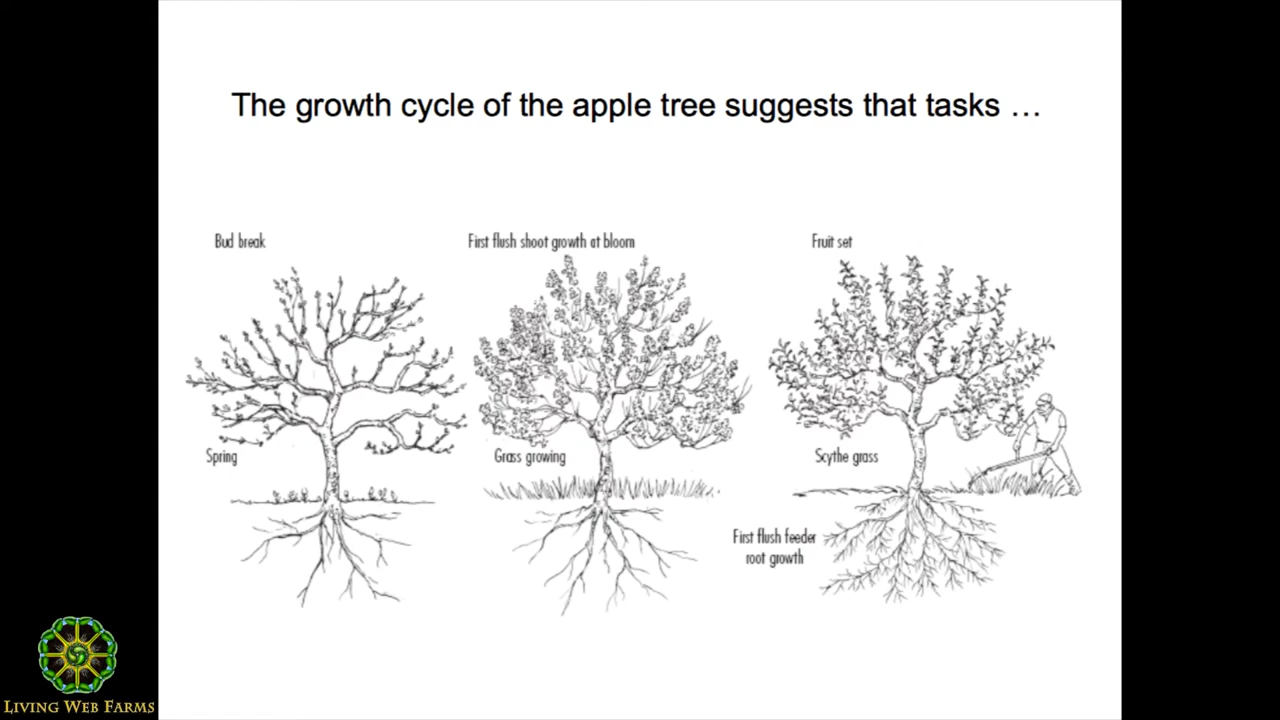 The growth cycle of the apple tree suggests that tasks …
Bud break
First flush shoot growth at bloom
Fruit set
Spring
Grass growing
Scythe grass
First flush feeder
root growth
LIVING WEB FARMS